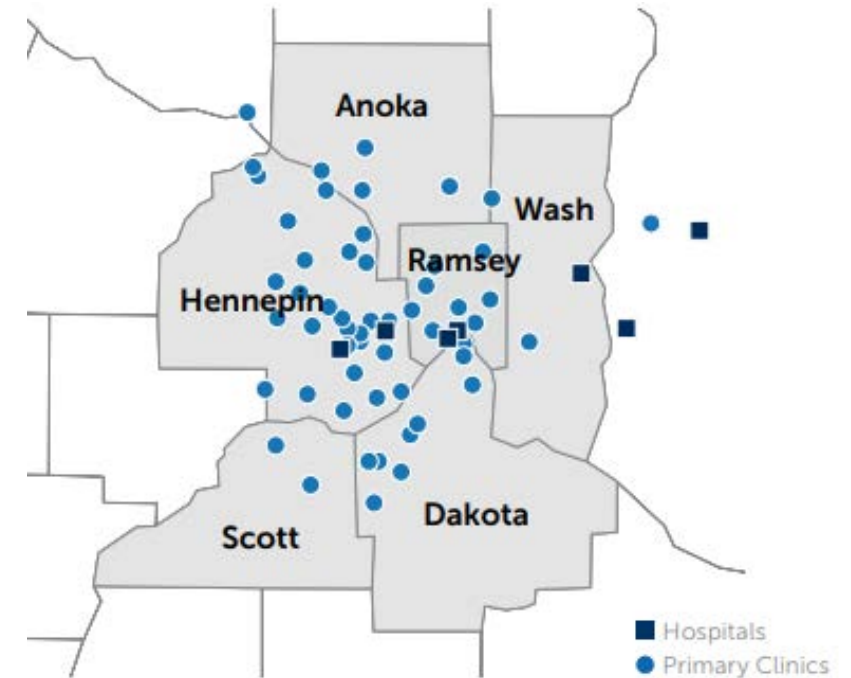 Anoka
Wash
Ramsey
Hennepin
Dakota
Scott
Hospitals
Primary Clinics